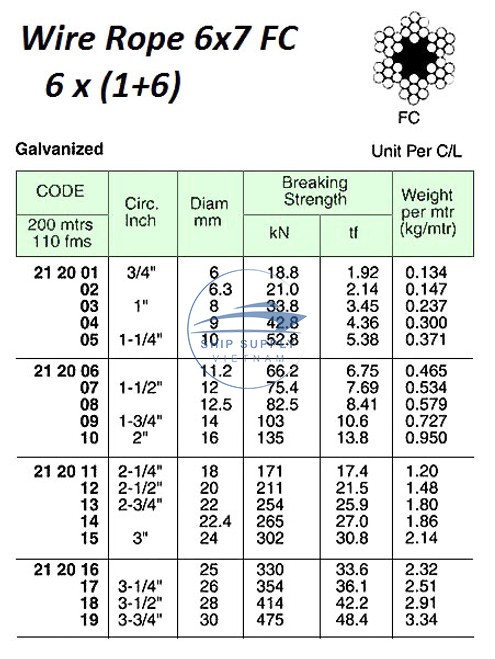 Wire Rope 6x7 FC
6 x (1+6)
FC
Galvanized Unit Per C/L
CODE Circ. Inch Diam mm Breaking Strength Weight per mtr (kg/mtr)
200 mtrs 110 fms kN tf
21 20 01 3/4" 6 18.8 1.92 0.134
02 6.3 21.0 2.14 0.147
03 1" 8 33.8 3.45 0.237
04 9 42.8 4.36 0.300
05 1-1/4" 10 52.8 5.38 0.371
SHIP SUPPLY
VIETNAM
21 20 06 11.2 66.2 6.75 0.465
07 1-1/2" 12 75.4 7.69 0.534
08 12.5 82.5 8.41 0.579
09 1-3/4" 14 103 10.6 0.727
10 2" 16 135 13.8 0.950
21 20 11 2-1/4" 18 171 17.4 1.20
12 2-1/2" 20 211 21.5 1.48
13 2-3/4" 22 254 25.9 1.80
14 22.4 265 27.0 1.86
15 3" 24 302 30.8 2.14
21 20 16 25 330 33.6 2.32
17 3-1/4" 26 354 36.1 2.51
18 3-1/2" 28 414 42.2 2.91
19 3-3/4" 30 475 48.4 3.34